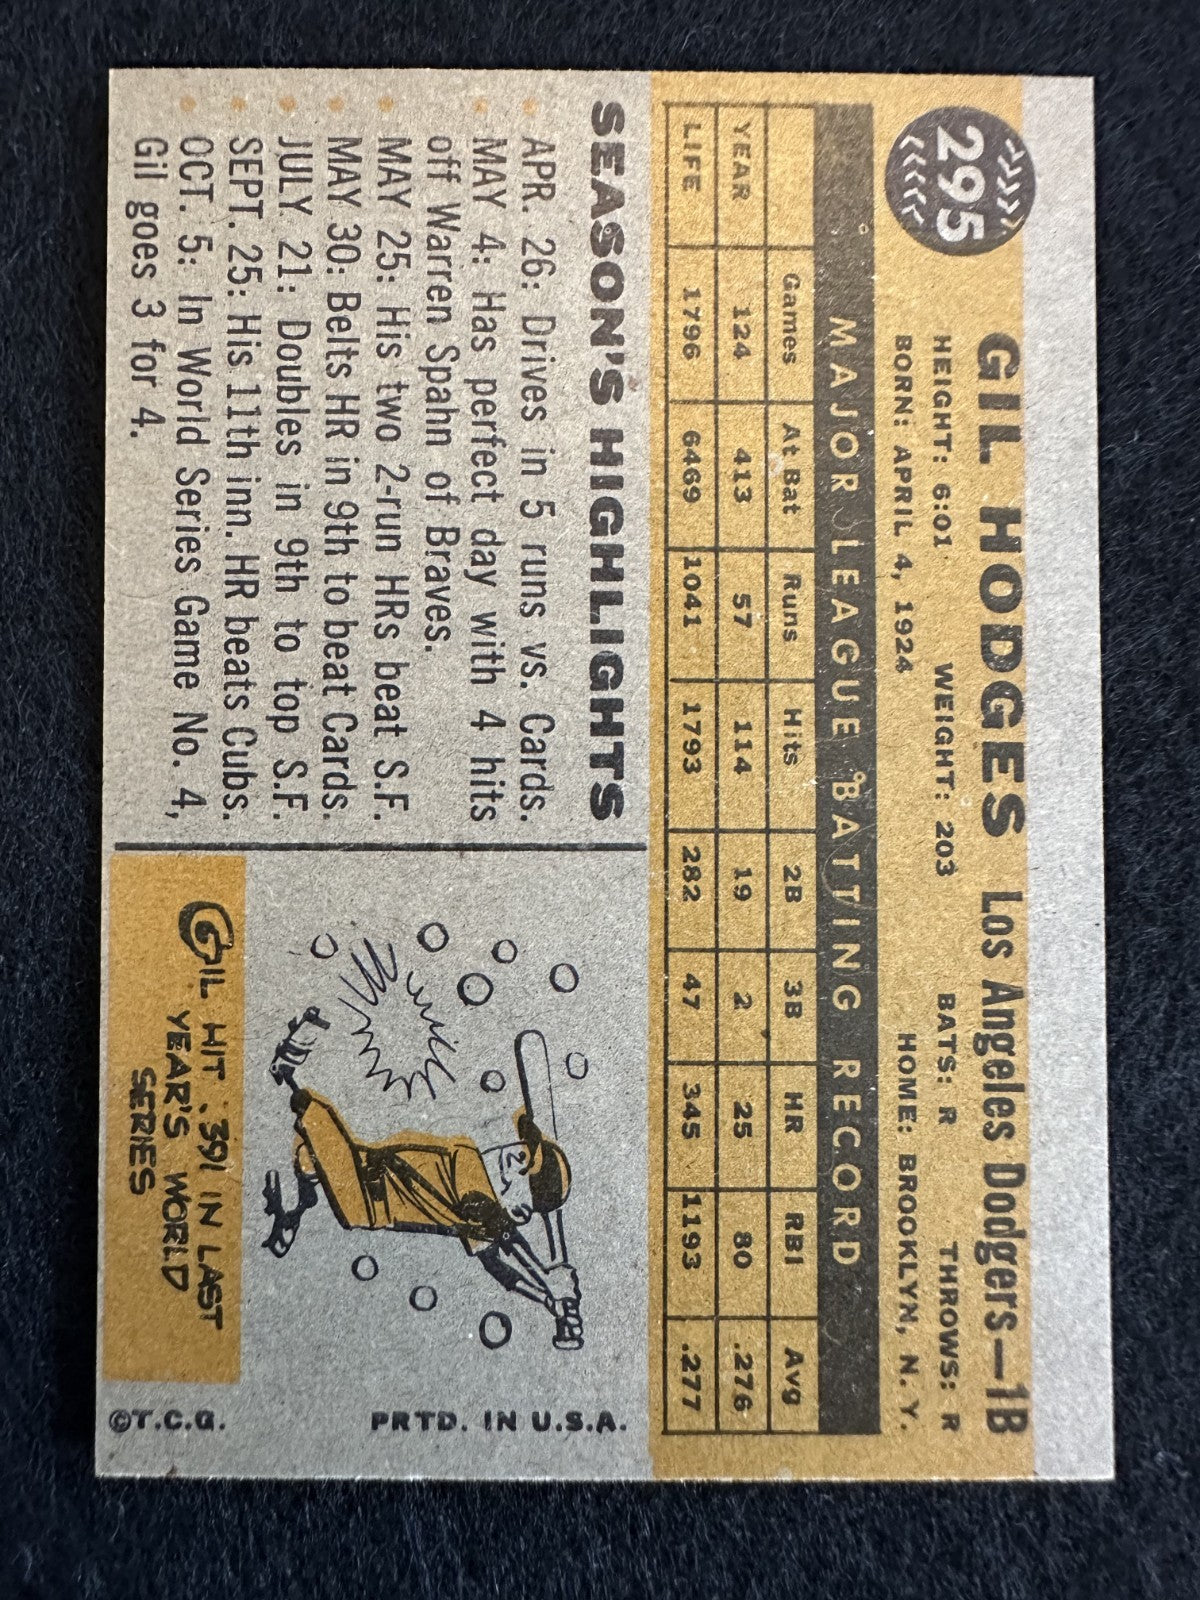 295
GIL HODGES Los Angeles Dodgers—1B
HEIGHT: 6:01 WEIGHT: 203 BATS: R THROWS: R
BORN: APRIL 4, 1924 HOME: BROOKLYN, N. Y.
MAJOR LEAGUE BATTING RECORD
Games At Bat Runs Hits 2B 3B HR RBI Avg
YEAR 124 413 57 114 19 2 25 80 .276
LIFE 1796 6469 1041 1793 282 47 345 1193 .277
SEASON'S HIGHLIGHTS
• APR. 26: Drives in 5 runs vs. Cards.
• MAY 4: Has perfect day with 4 hits
off Warren Spahn of Braves.
• MAY 25: His two 2-run HRs beat S.F.
• MAY 30: Belts HR in 9th to beat Cards.
• JULY 21: Doubles in 9th to top S.F.
• SEPT. 25: His 11th inn. HR beats Cubs.
• OCT. 5: In World Series Game No. 4,
Gil goes 3 for 4.
GIL HIT .391 IN LAST
YEAR'S WORLD
SERIES
PRTD. IN U.S.A.
©T.C.G.